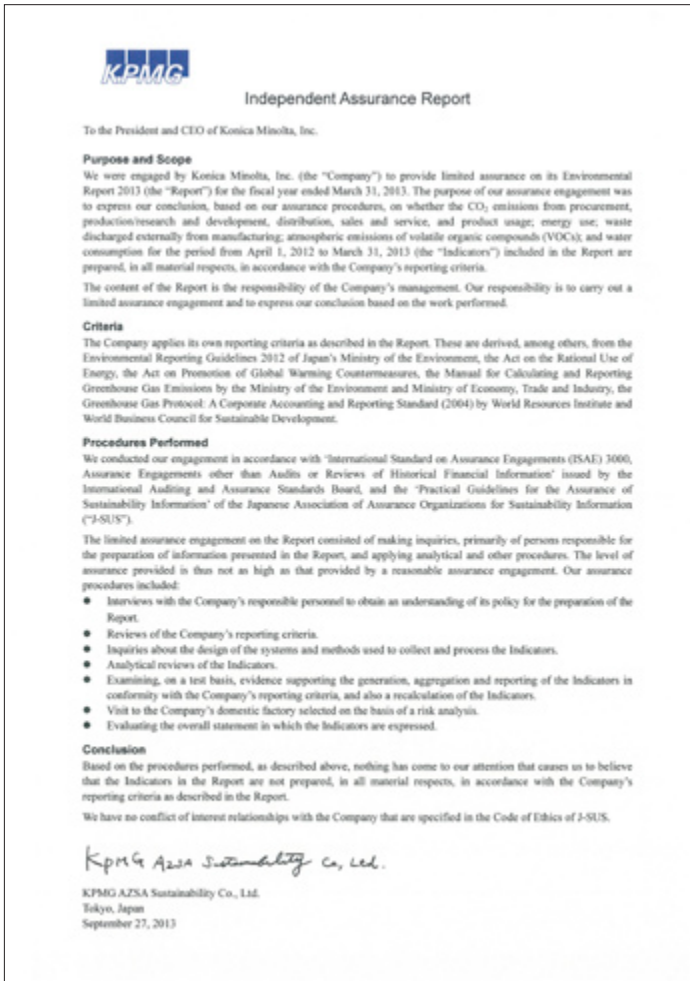 KPMG
Independent Assurance Report
To the President and CEO of Konica Minolta, Inc.
Purpose and Scope
We were engaged by Konica Minolta, Inc. (the "Company") to provide limited assurance on its Environmental
Report 2013 (the "Report") for the fiscal year ended March 31, 2013. The purpose of our assurance engagement was
to express our conclusion, based on our assurance procedures, on whether the CO₂ emissions from procurement,
production/research and development, distribution, sales and service, and product usage; energy use; waste
discharged externally from manufacturing; atmospheric emissions of volatile organic compounds (VOCs); and water
consumption for the period from April 1, 2012 to March 31, 2013 (the "Indicators") included in the Report are
prepared, in all material respects, in accordance with the Company's reporting criteria.
The content of the Report is the responsibility of the Company's management. Our responsibility is to carry out a
limited assurance engagement and to express our conclusion based on the work performed.
Criteria
The Company applies its own reporting criteria as described in the Report. These are derived, among others, from the
Environmental Reporting Guidelines 2012 of Japan's Ministry of the Environment, the Act on the Rational Use of
Energy, the Act on Promotion of Global Warming Countermeasures, the Manual for Calculating and Reporting
Greenhouse Gas Emissions by the Ministry of the Environment and Ministry of Economy, Trade and Industry, the
Greenhouse Gas Protocol: A Corporate Accounting and Reporting Standard (2004) by World Resources Institute and
World Business Council for Sustainable Development.
Procedures Performed
We conducted our engagement in accordance with 'International Standard on Assurance Engagements (ISAE) 3000,
Assurance Engagements other than Audits or Reviews of Historical Financial Information' issued by the
International Auditing and Assurance Standards Board, and the 'Practical Guidelines for the Assurance of
Sustainability Information' of the Japanese Association of Assurance Organizations for Sustainability Information
("J-SUS").
The limited assurance engagement on the Report consisted of making inquiries, primarily of persons responsible for
the preparation of information presented in the Report, and applying analytical and other procedures. The level of
assurance provided is thus not as high as that provided by a reasonable assurance engagement. Our assurance
procedures included:
● Interviews with the Company's responsible personnel to obtain an understanding of its policy for the preparation of the
Report.
● Reviews of the Company's reporting criteria.
● Inquiries about the design of the systems and methods used to collect and process the Indicators.
● Analytical reviews of the Indicators.
● Examining, on a test basis, evidence supporting the generation, aggregation and reporting of the Indicators in
conformity with the Company's reporting criteria, and also a recalculation of the Indicators.
● Visit to the Company's domestic factory selected on the basis of a risk analysis.
● Evaluating the overall statement in which the Indicators are expressed.
Conclusion
Based on the procedures performed, as described above, nothing has come to our attention that causes us to believe
that the Indicators in the Report are not prepared, in all material respects, in accordance with the Company's
reporting criteria as described in the Report.
We have no conflict of interest relationships with the Company that are specified in the Code of Ethics of J-SUS.
KPMG AZSA Sustainability Co., Ltd.
KPMG AZSA Sustainability Co., Ltd.
Tokyo, Japan
September 27, 2013